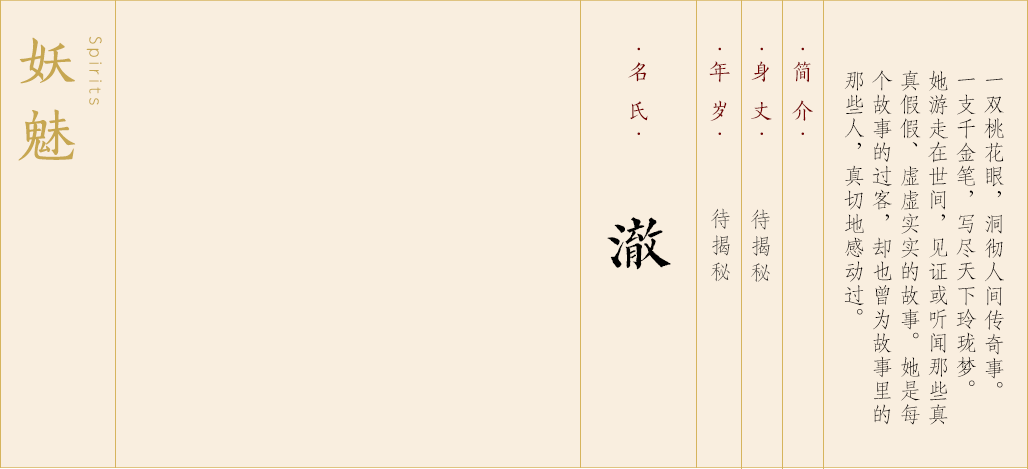 妖魅
Spirits
·名氏·
澈
·年岁·
待揭秘
·身丈·
待揭秘
·简介·
一双桃花眼，洞彻人间传奇事。
一支千金笔，写尽天下玲珑梦。
她游走在世间，见证或听闻那些真
真假假、虚虚实实的故事。她是每
个故事的过客，却也曾为故事里的
那些人，真切地感动过。